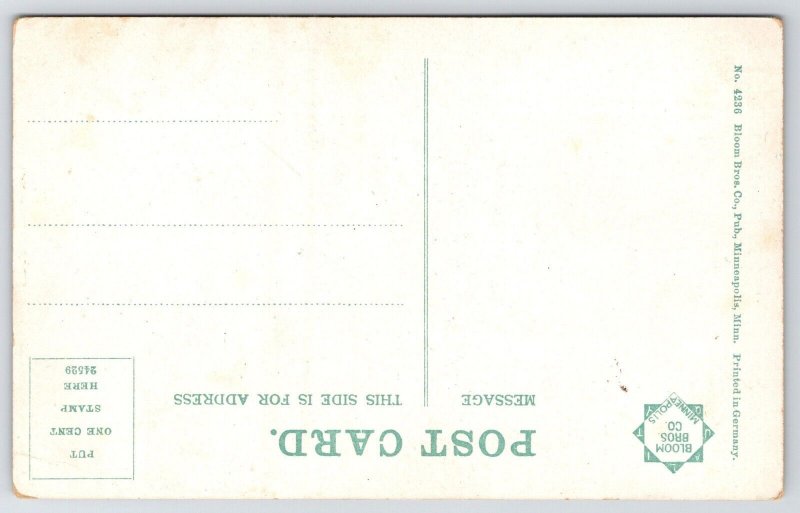 POST CARD.
MESSAGE
THIS SIDE IS FOR ADDRESS
PUT
ONE CENT
STAMP
HERE
24529
BLOOM
BROS
CO
MINNEAPOLIS
QUALITY
No. 4236 Bloom Bros. Co., Pub., Minneapolis, Minn. Printed in Germany.